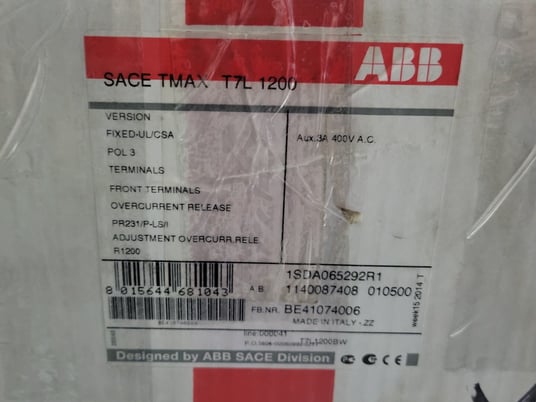 ABB
SACE TMAX T7L 1200
VERSION
FIXED-UL/CSA
POL 3
TERMINALS
FRONT TERMINALS
OVERCURRENT RELEASE
PR231/P-LS/I
ADJUSTMENT OVERCURR.RELE
R1200
Aux.3A 400V A.C.
8 015644 681043
1SDA065292R1
A.B. 1140087408 010500
FB.NR. BE41074006
MADE IN ITALY - ZZ
week15 2014 T
line:000041
T7L1200BW
Designed by ABB SACE Division